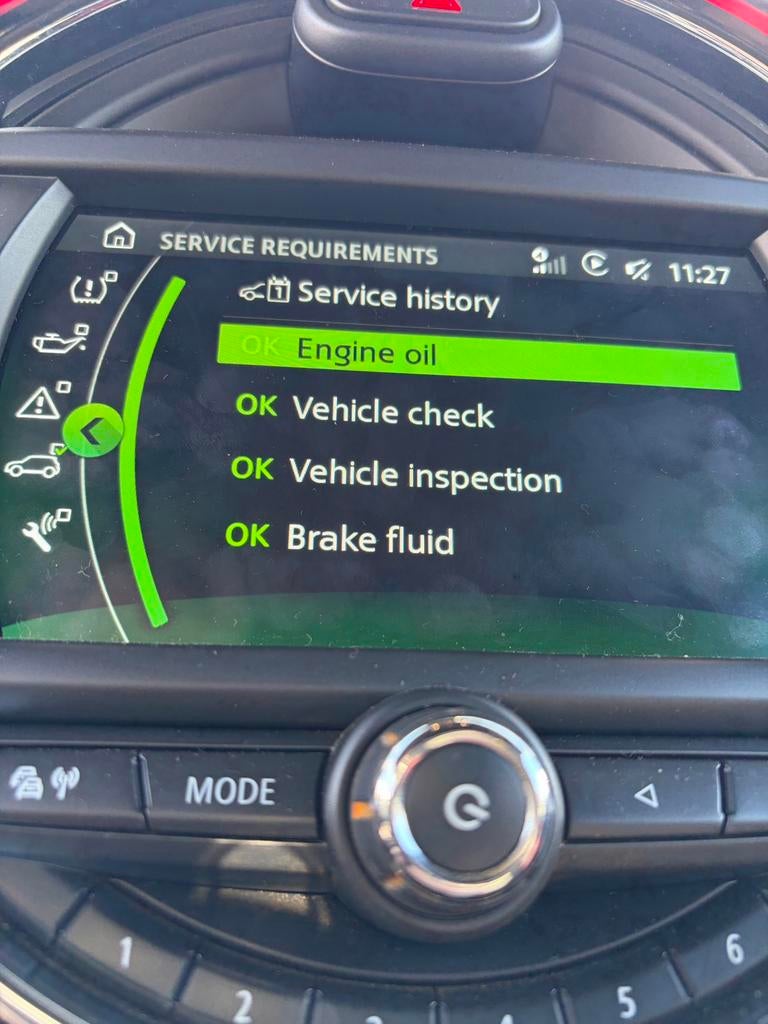 SERVICE REQUIREMENTS
11:27
1 Service history
OK Engine oil
OK Vehicle check
OK Vehicle inspection
OK Brake fluid
MODE
1
2
5
6